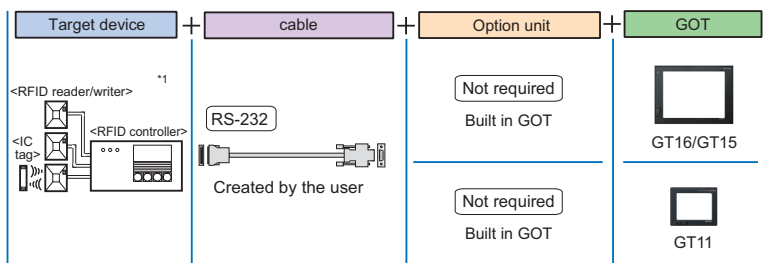 Target device + cable + Option unit + GOT
*1
<RFID reader/writer>
<RFID controller>
<IC
tag>
RS-232
Created by the user
Not required
Built in GOT
GT16/GT15
Not required
Built in GOT
GT11